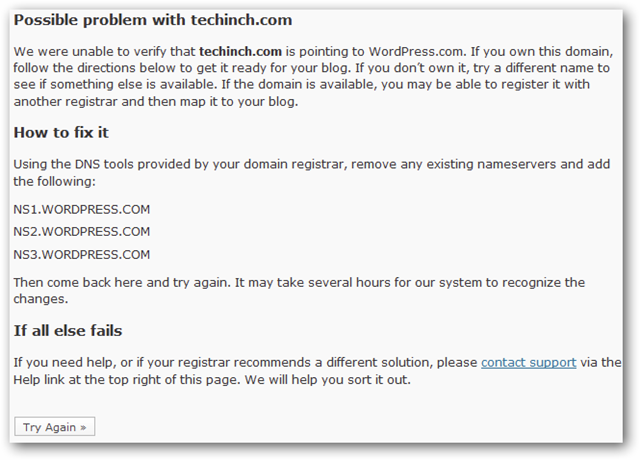 Possible problem with techinch.com
We were unable to verify that techinch.com is pointing to WordPress.com. If you own this domain,
follow the directions below to get it ready for your blog. If you don't own it, try a different name to
see if something else is available. If the domain is available, you may be able to register it with
another registrar and then map it to your blog.
How to fix it
Using the DNS tools provided by your domain registrar, remove any existing nameservers and add
the following:
NS1.WORDPRESS.COM
NS2.WORDPRESS.COM
NS3.WORDPRESS.COM
Then come back here and try again. It may take several hours for our system to recognize the
changes.
If all else fails
If you need help, or if your registrar recommends a different solution, please contact support via the
Help link at the top right of this page. We will help you sort it out.
Try Again »